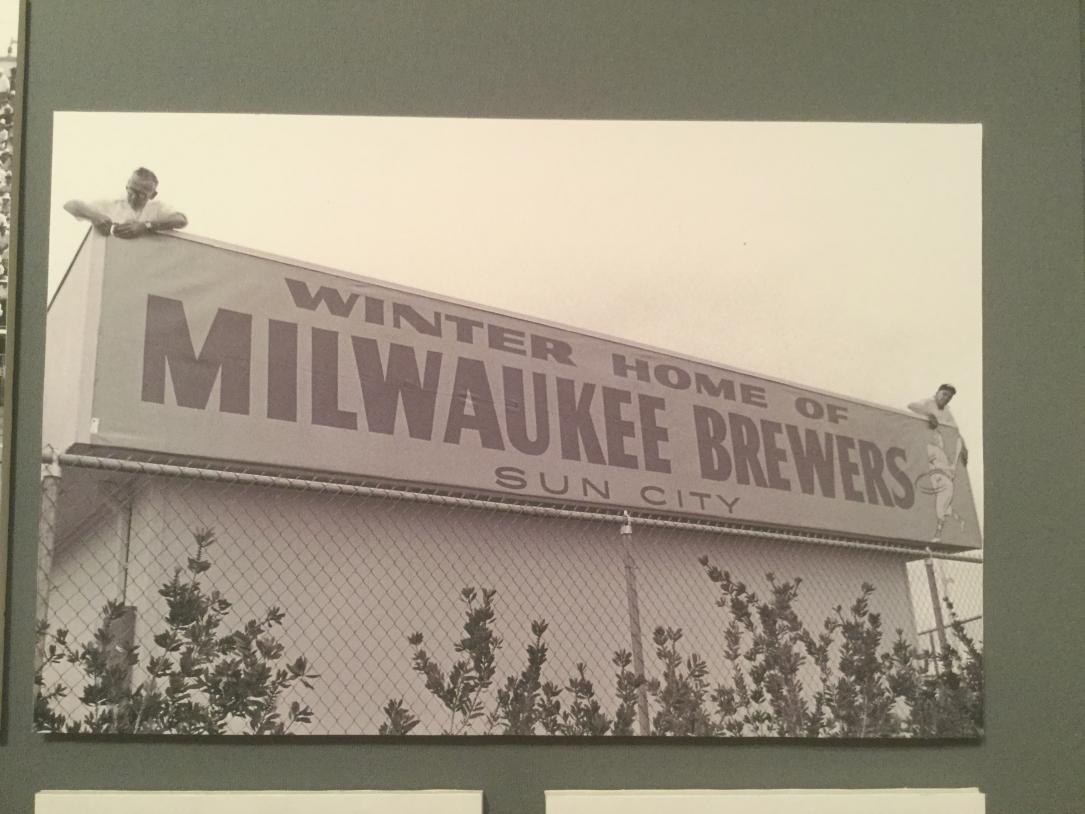 WINTER HOME OF
MILWAUKEE BREWERS
SUN CITY